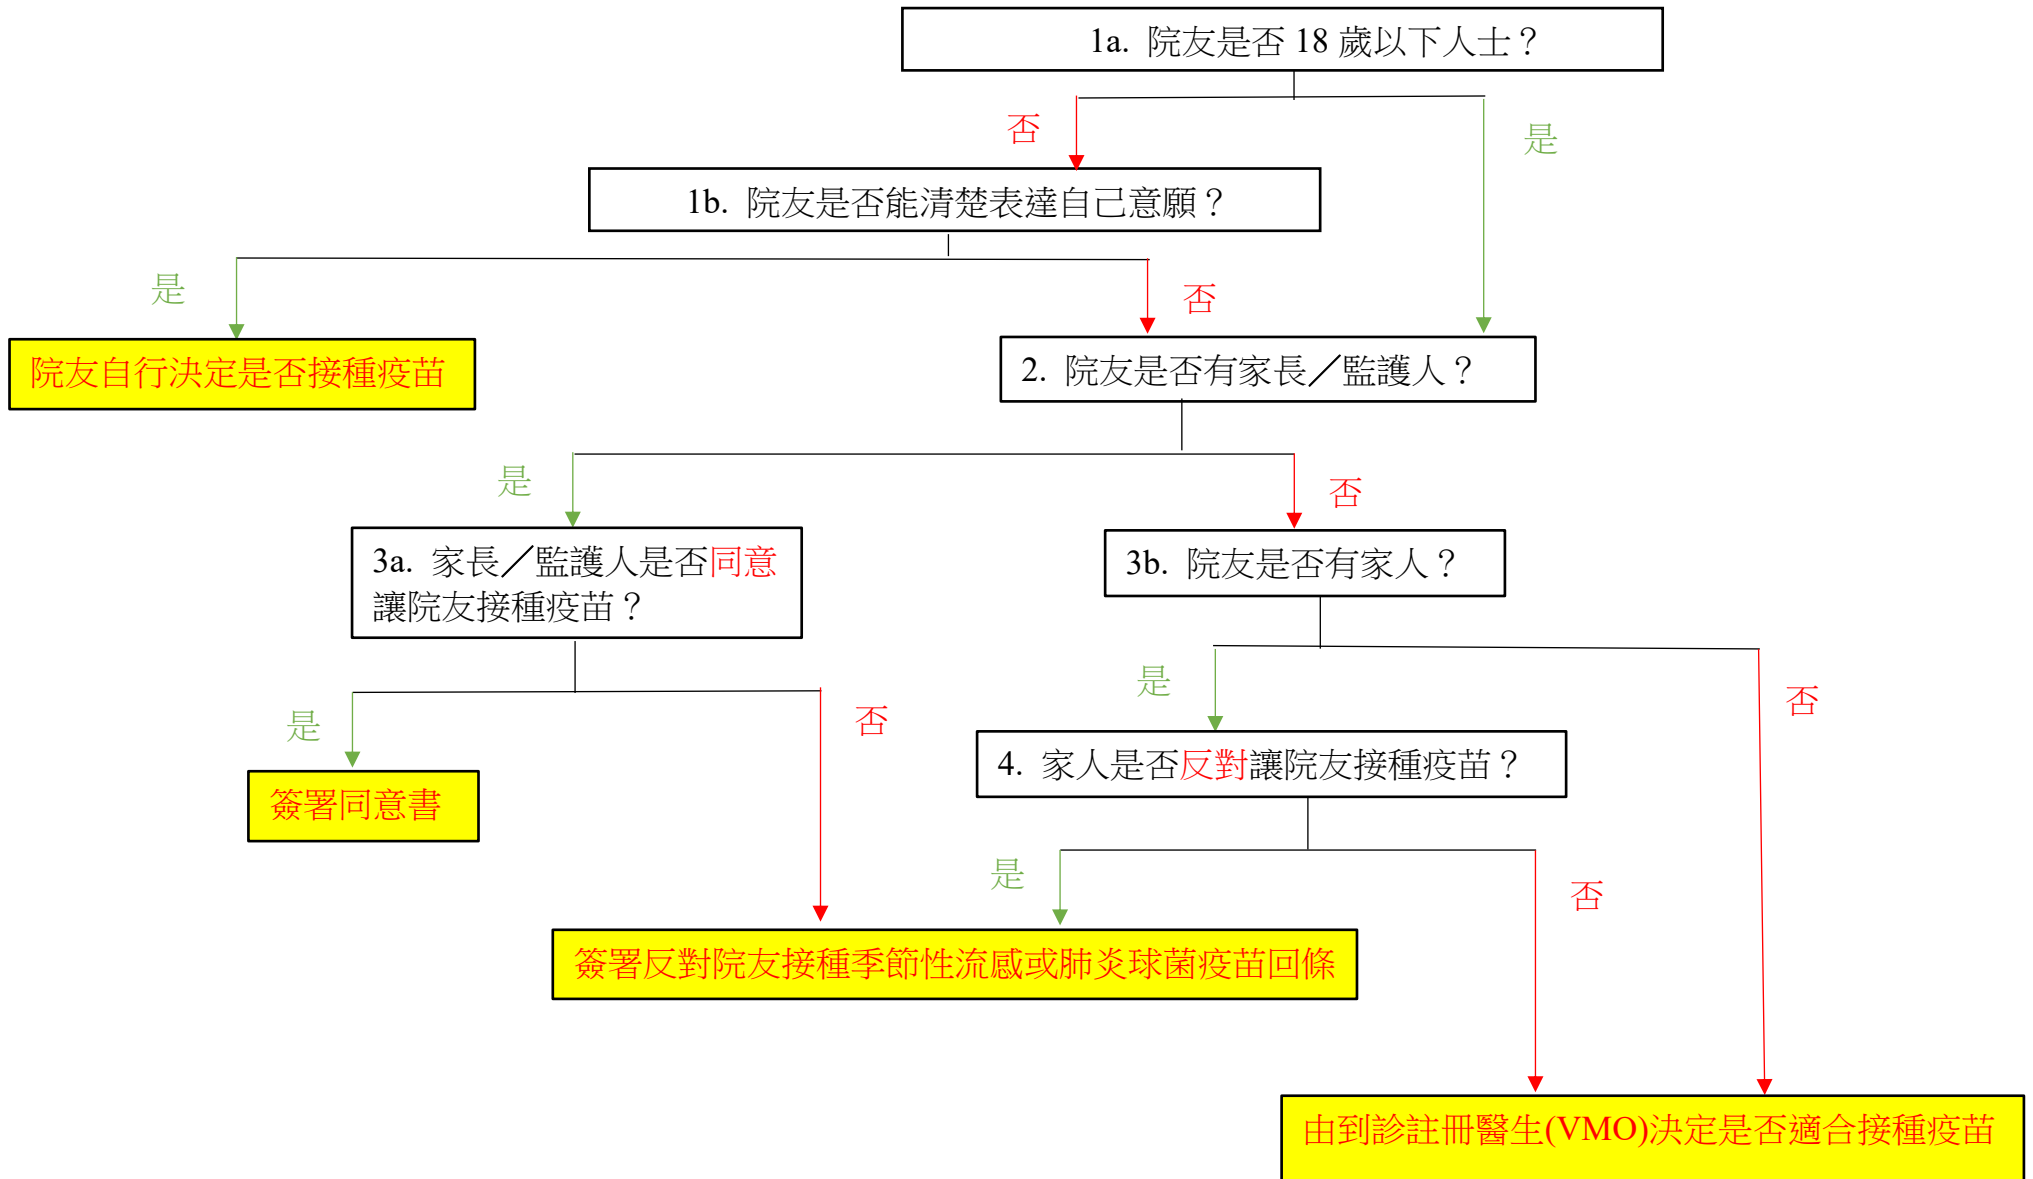 1a. 院友是否 18 歲以下人士？
否
是
1b. 院友是否能清楚表達自己意願？
是
否
院友自行決定是否接種疫苗
2. 院友是否有家長／監護人？
是
否
3a. 家長／監護人是否同意
讓院友接種疫苗？
3b. 院友是否有家人？
是
否
是
否
4. 家人是否反對讓院友接種疫苗？
簽署同意書
是
否
簽署反對院友接種季節性流感或肺炎球菌疫苗回條
由到診註冊醫生(VMO)決定是否適合接種疫苗